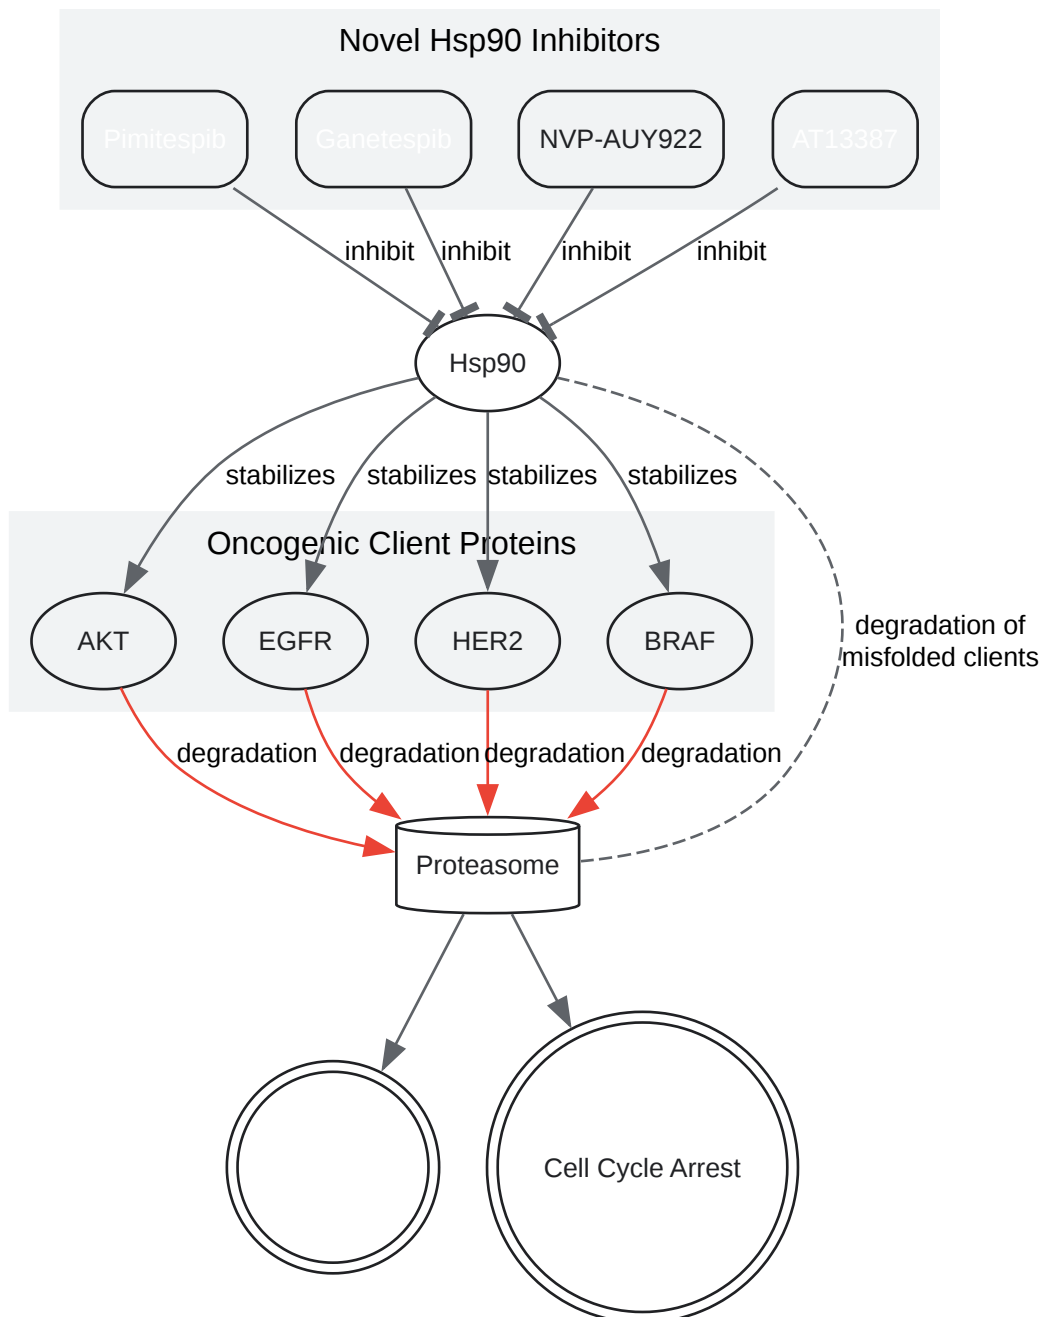 Novel Hsp90 Inhibitors
Pimitespib
Ganetespib
NVP-AUY922
AT13387
inhibit
inhibit
inhibit
inhibit
Hsp90
stabilizes
stabilizes
stabilizes
stabilizes
Oncogenic Client Proteins
AKT
EGFR
HER2
BRAF
degradation of
misfolded clients
degradation
degradation
degradation
degradation
Proteasome
Cell Cycle Arrest